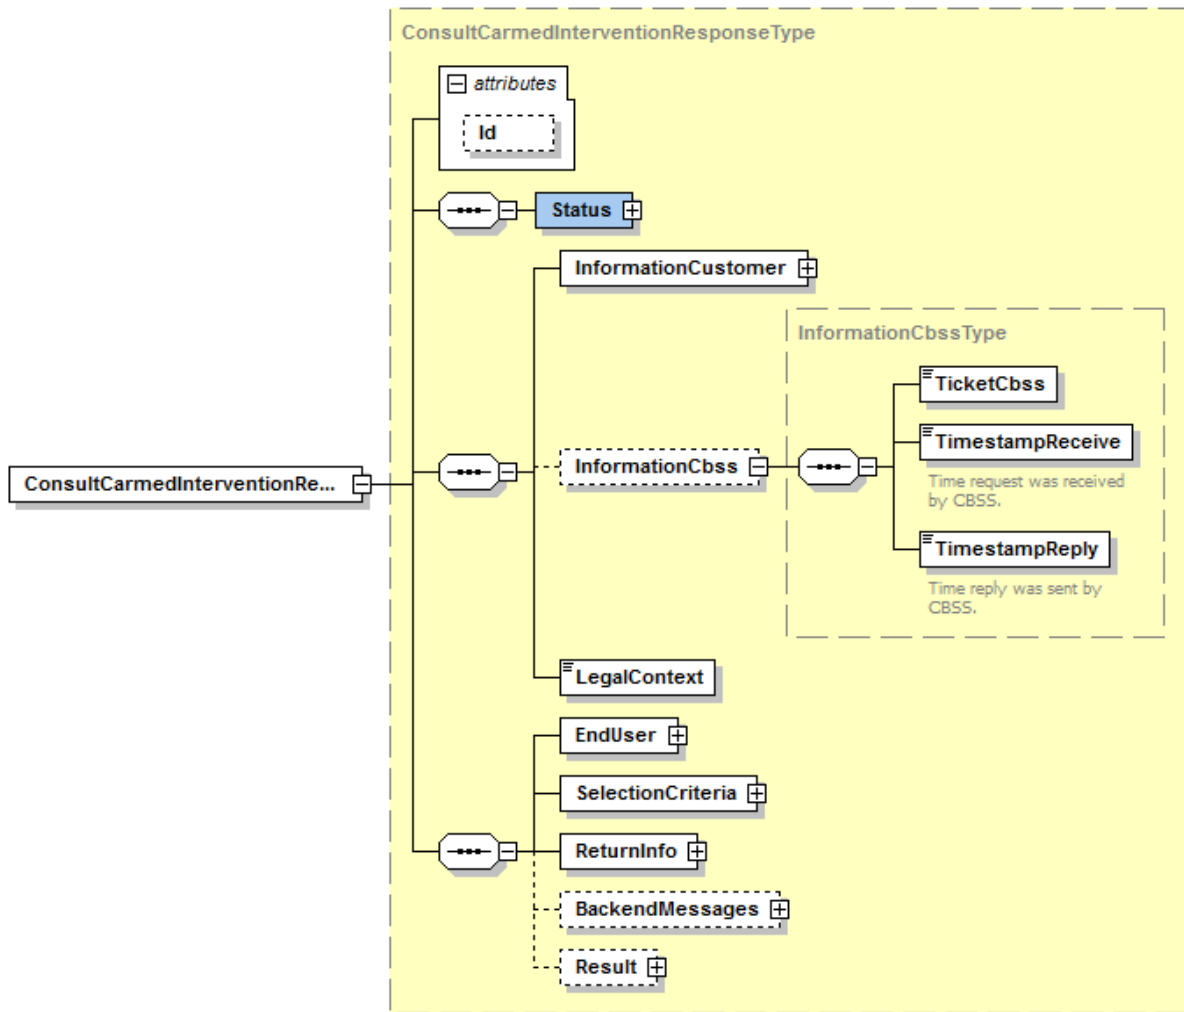 ConsultCarmedInterventionResponseType
attributes
Id
Status
InformationCustomer
InformationCbssType
TicketCbss
TimestampReceive
Time request was received
by CBSS.
InformationCbss
ConsultCarmedInterventionRe...
TimestampReply
Time reply was sent by
CBSS.
LegalContext
EndUser
SelectionCriteria
ReturnInfo
BackendMessages
Result